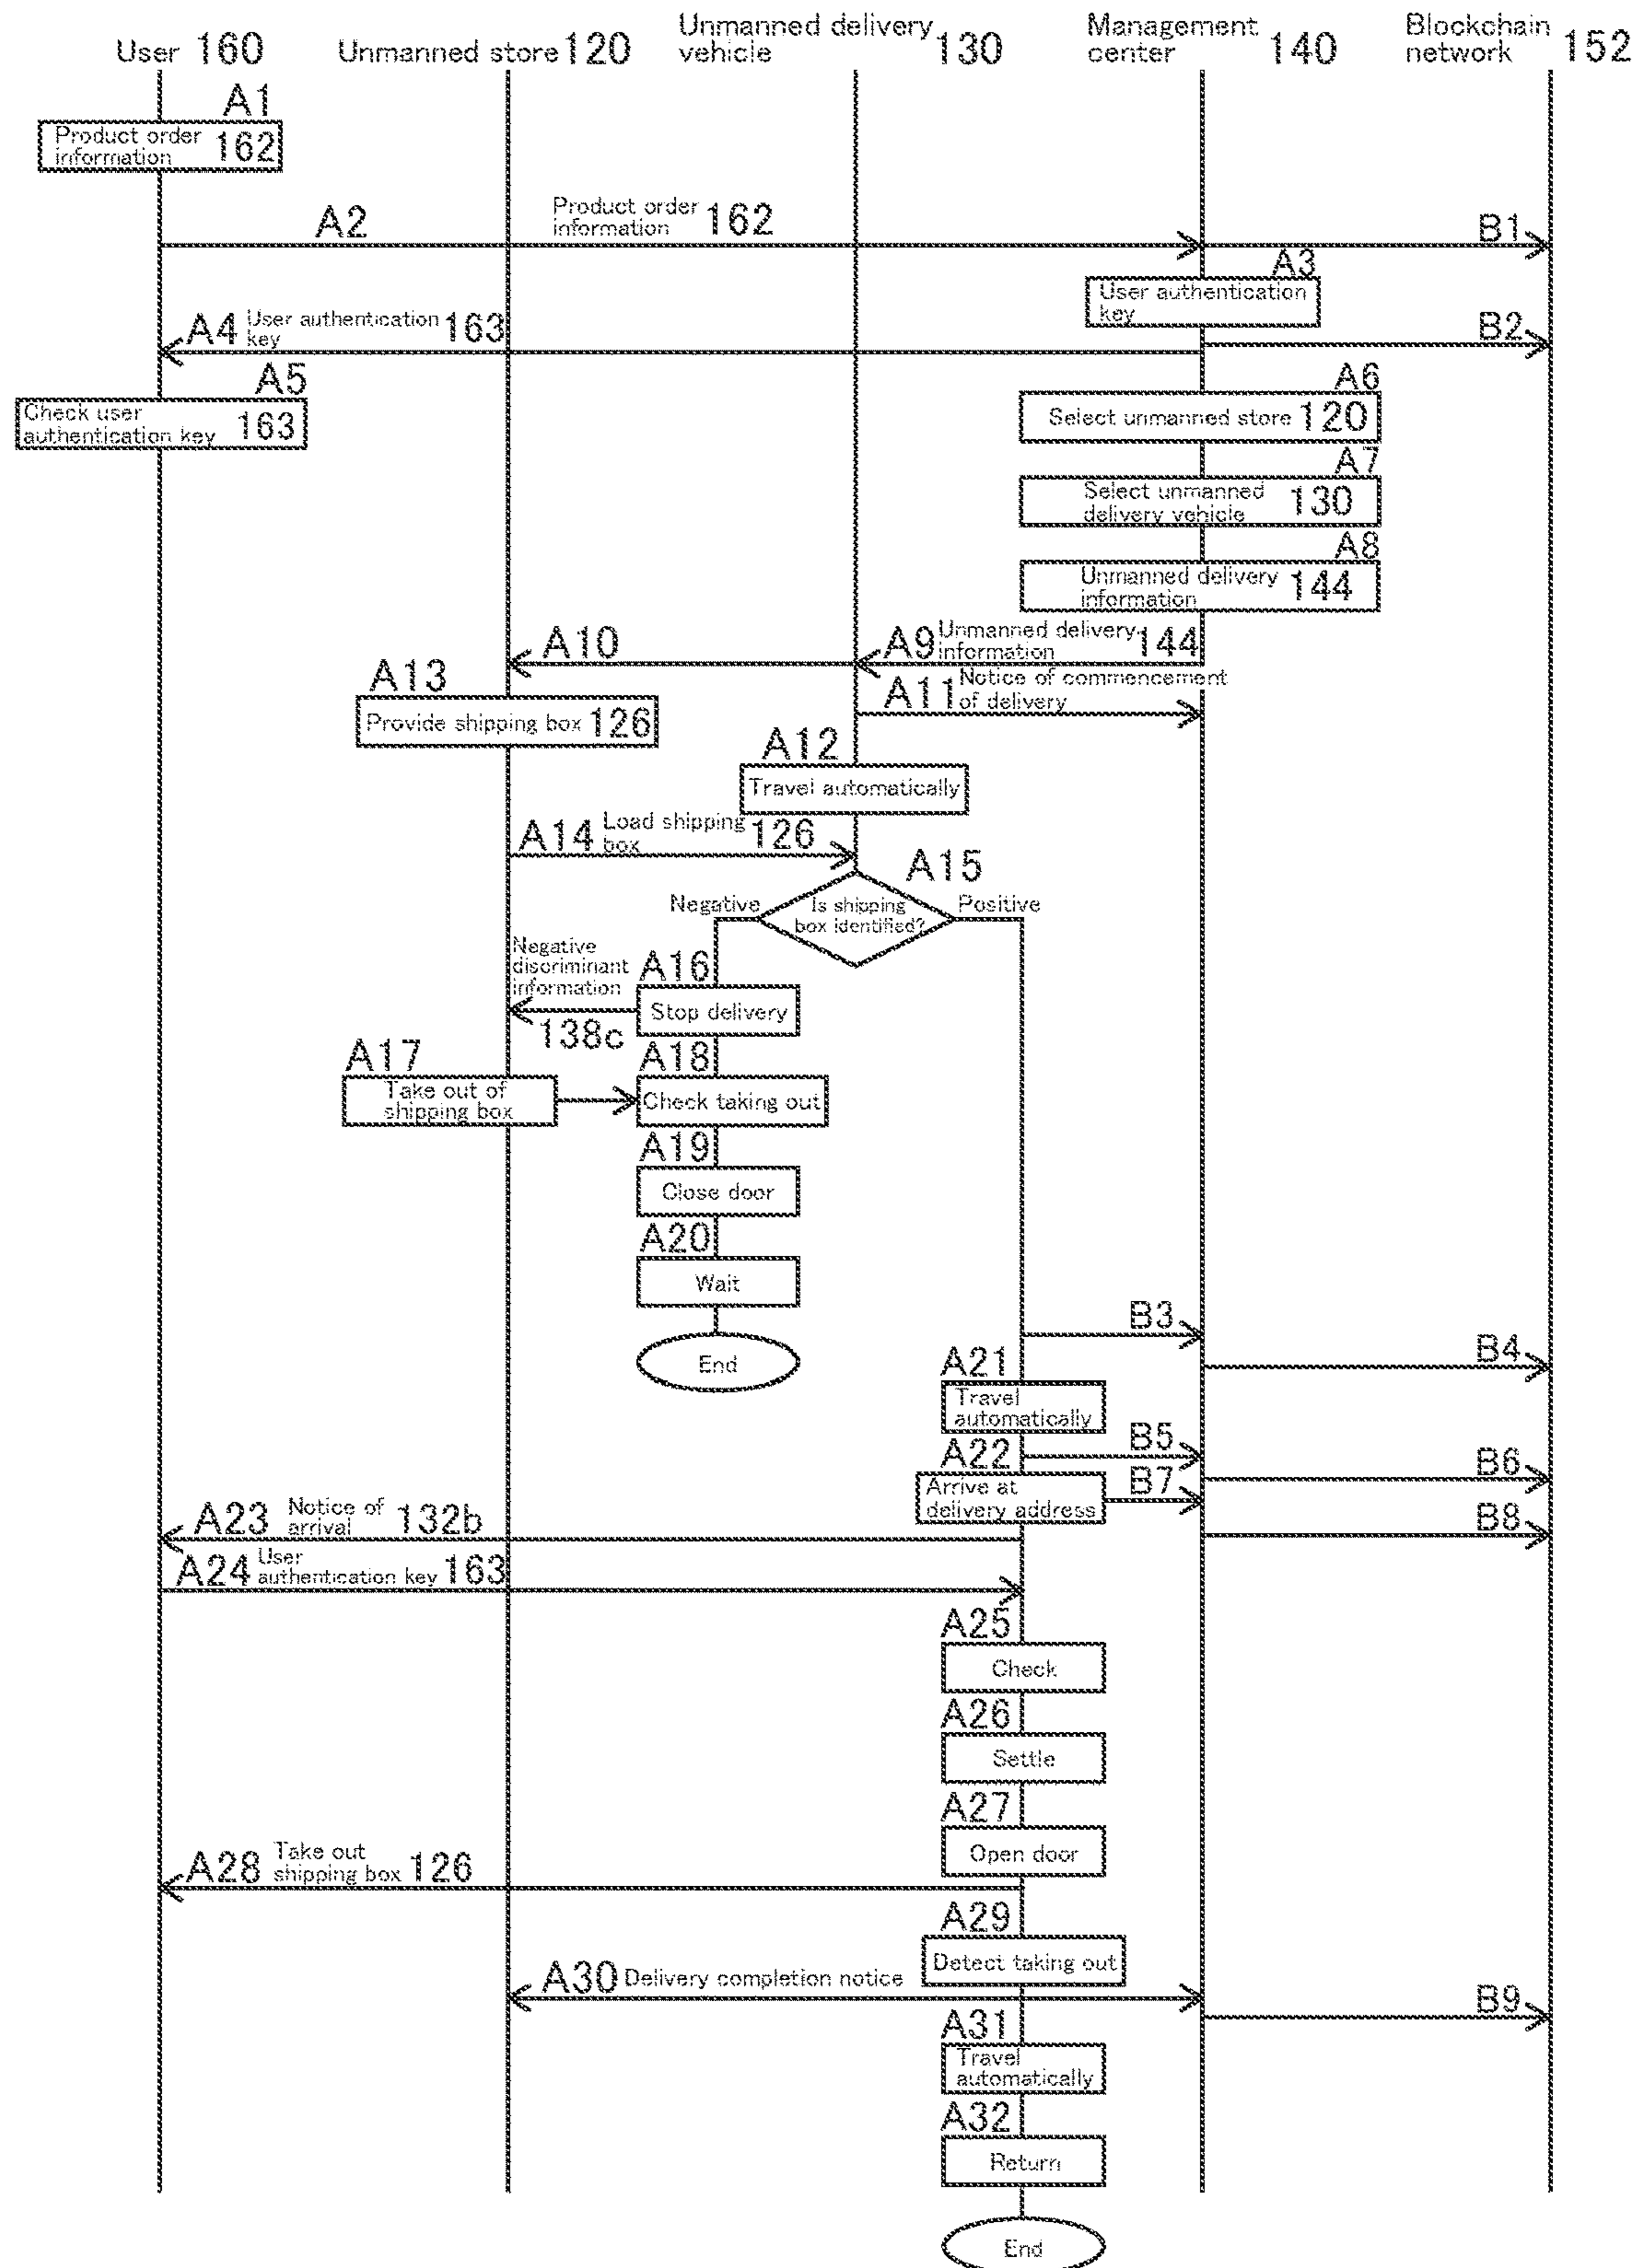 User 160
Unmanned store 120
Unmanned delivery
vehicle 130
Management
center 140
Blockchain
network 152
A1
Product order
information 162
A2
Product order
information 162
B1
A3
User authentication
key
A4 User authentication
key 163
B2
A5
Check user
authentication key 163
A6
Select unmanned store 120
A7
Select unmanned
delivery vehicle 130
A8
Unmanned delivery
information 144
A10
A9 Unmanned delivery
information 144
A13
Provide shipping box 126
A11 Notice of commencement
of delivery
A12
Travel automatically
A14 Load shipping
box 126
A15
Negative
Is shipping
box identified?
Positive
Negative
discriminant
information
138c
A16
Stop delivery
A17
Take out of
shipping box
A18
Check taking out
A19
Close door
A20
Wait
End
B3
B4
A21
Travel
automatically
B5
B6
A22
Arrive at
delivery address
B7
B8
A23 Notice of
arrival 132b
A24 User
authentication key 163
A25
Check
A26
Settle
A27
Open door
A28 Take out
shipping box 126
A29
Detect taking out
A30 Delivery completion notice
B9
A31
Travel
automatically
A32
Return
End